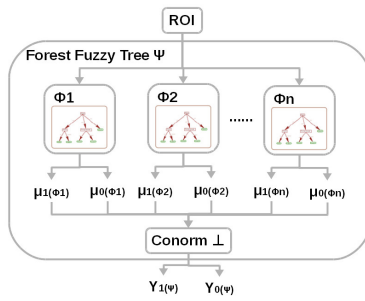 ROI
Forest Fuzzy Tree Ψ
Φ1 Φ2 ...... Φn
μ1(Φ1) μ0(Φ1) μ1(Φ2) μ0(Φ2) μ1(Φn) μ0(Φn)
Conorm ⊥
Y1(Ψ) Y0(Ψ)